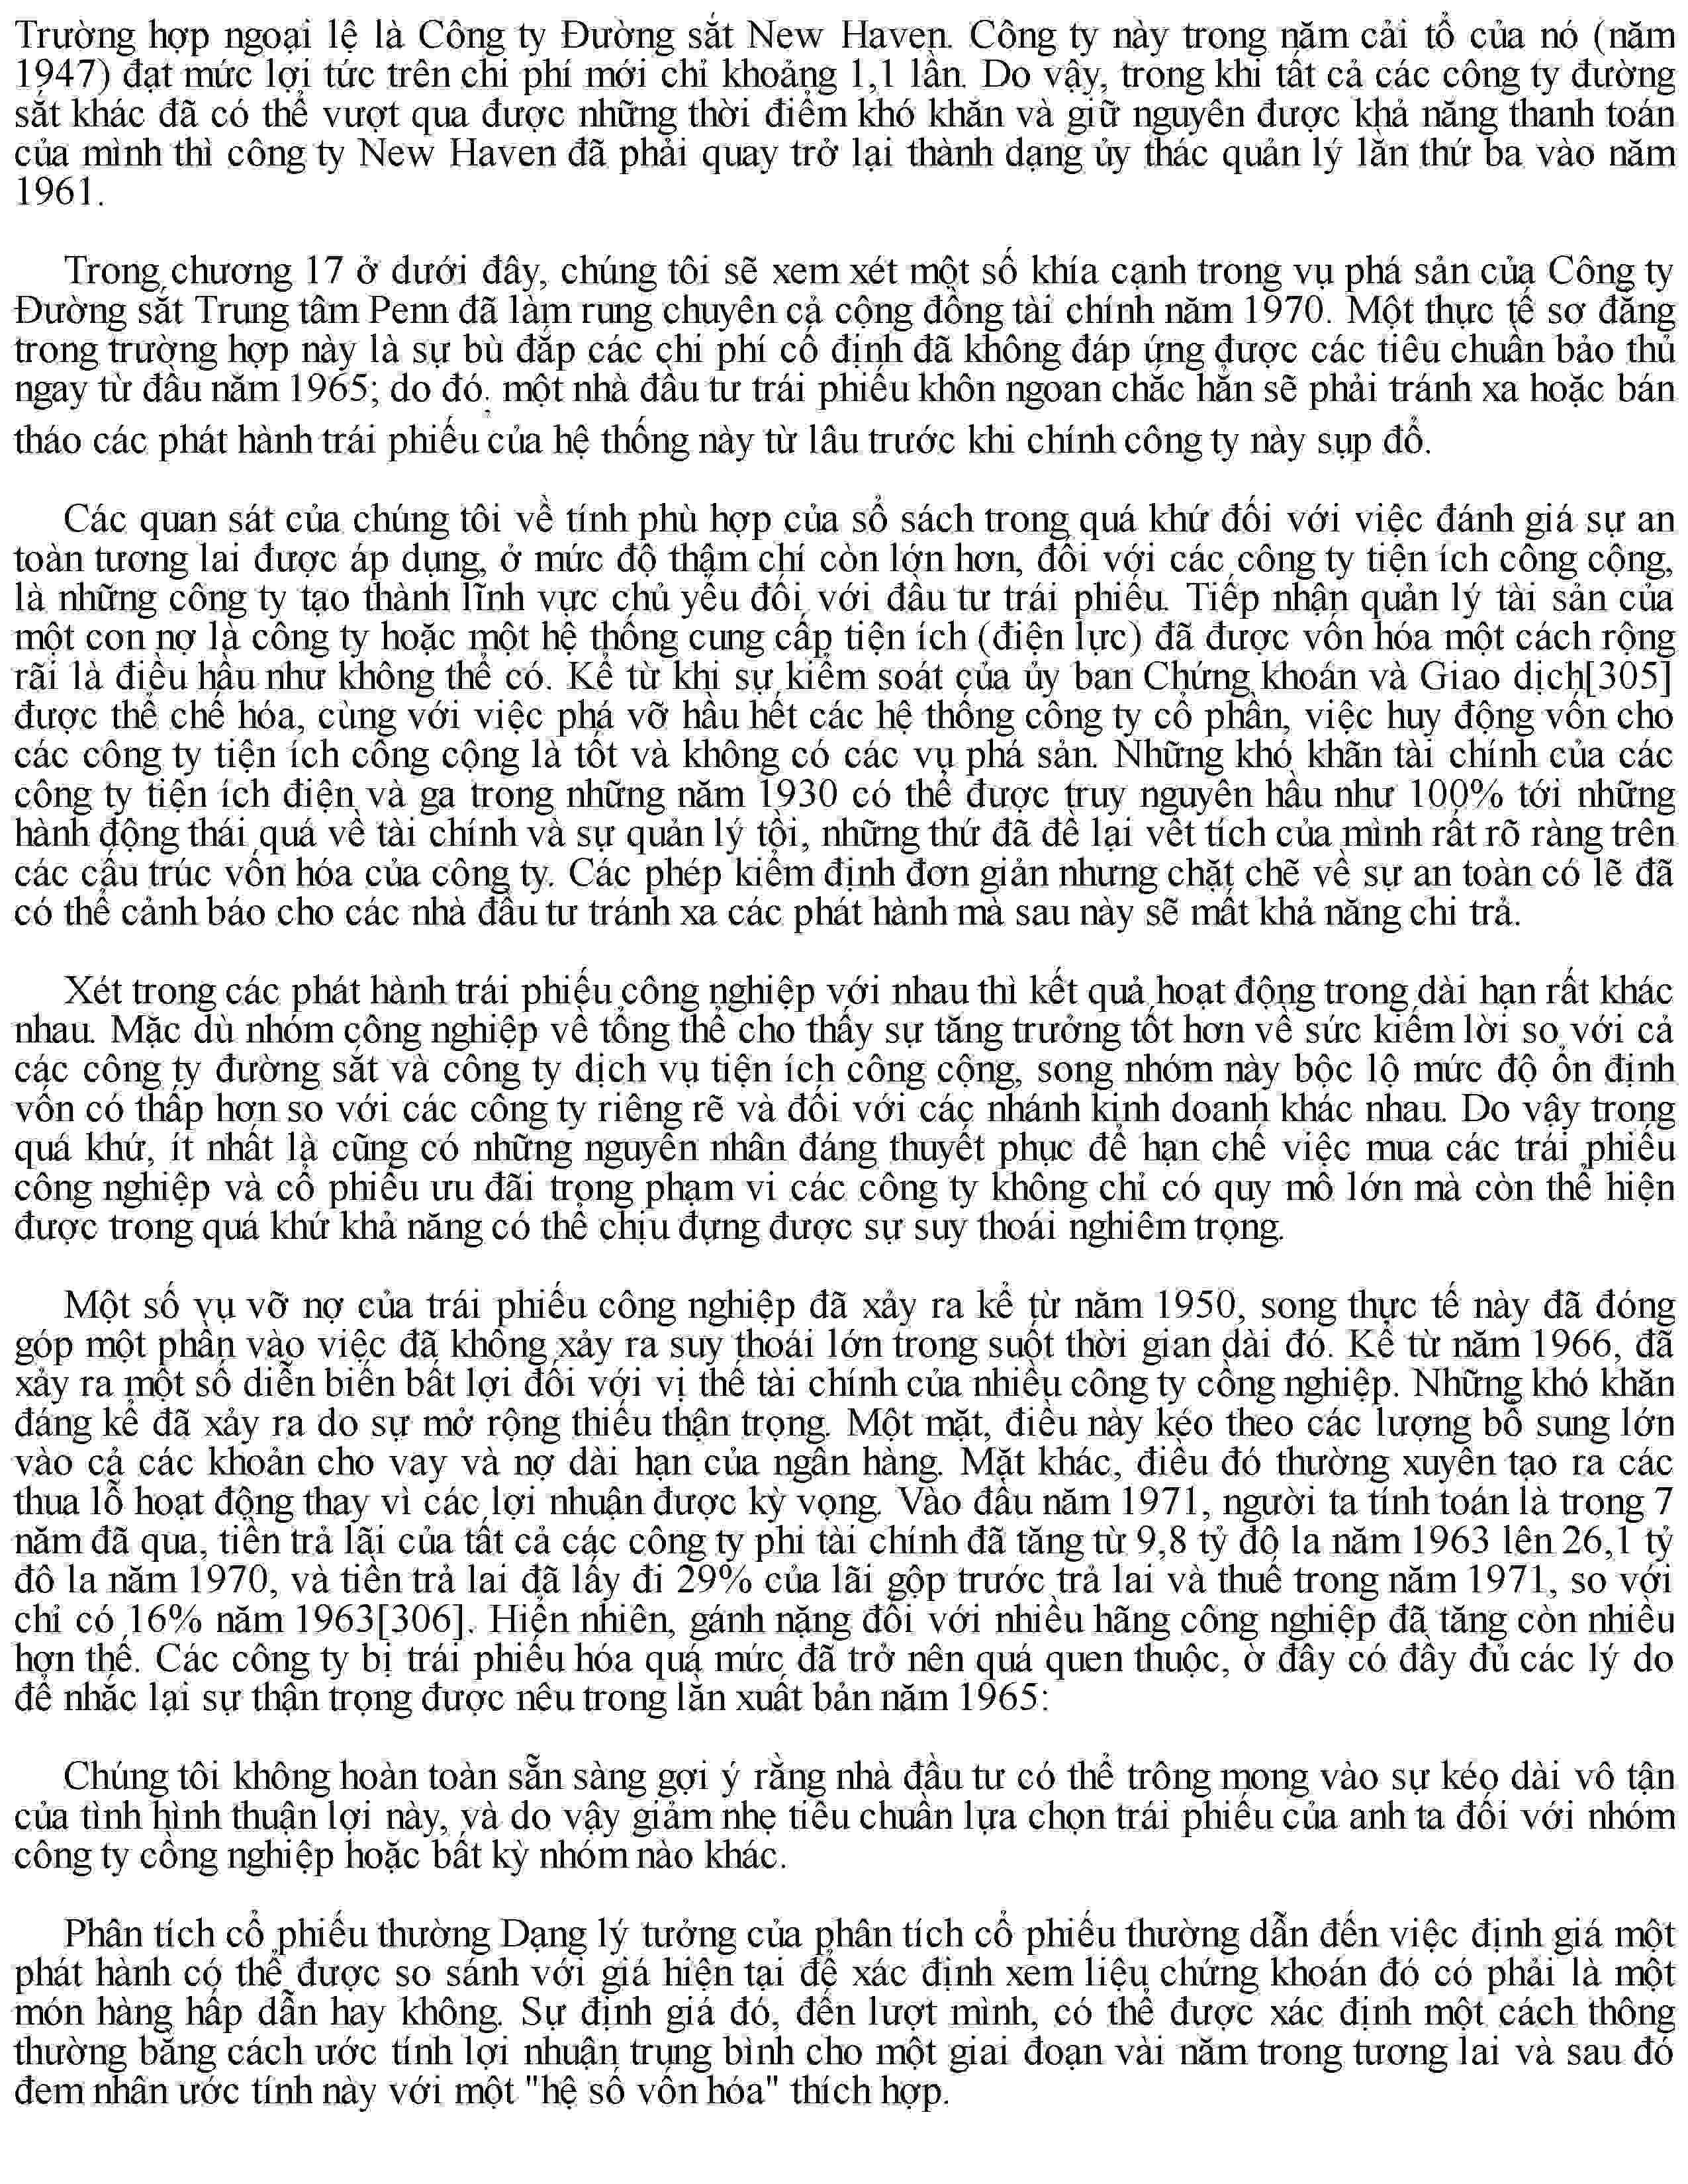 Trường hợp ngoại lệ là Công ty Đường sắt New Haven. Công ty này trong năm cải tổ của nó (năm
1947) đạt mức lợi tức trên chi phí mới chỉ khoảng 1,1 lần. Do vậy, trong khi tất cả các công ty đường
sắt khác đã có thể vượt qua được những thời điểm khó khăn và giữ nguyên được khả năng thanh toán
của mình thì công ty New Haven đã phải quay trở lại thành dạng ủy thác quản lý lần thứ ba vào năm
1961.
Trong chương 17 ở dưới đây, chúng tôi sẽ xem xét một số khía cạnh trong vụ phá sản của Công ty
Đường sắt Trung tâm Penn đã làm rung chuyên cả cộng đồng tài chính năm 1970. Một thực tế sơ đẳng
trong trường hợp này là sự bù đắp các chi phí cố định đã không đáp ứng được các tiêu chuẩn bảo thủ
ngay từ đầu năm 1965; do đó, một nhà đầu tư trái phiếu khôn ngoan chắc hẳn sẽ phải tránh xa hoặc bán
tháo các phát hành trái phiếu của hệ thống này từ lâu trước khi chính công ty này sụp đổ.
Các quan sát của chúng tôi về tính phù hợp của sổ sách trong quá khứ đối với việc đánh giá sự an
toàn tương lai được áp dụng, ở mức độ thậm chí còn lớn hơn, đối với các công ty tiện ích công cộng,
là những công ty tạo thành lĩnh vực chủ yếu đối với đầu tư trái phiếu. Tiếp nhận quản lý tài sản của
một con nợ là công ty hoặc một hệ thống cung cấp tiện ích (điện lực) đã được vốn hóa một cách rộng
rãi là điều hầu như không thể có. Kể từ khi sự kiểm soát của ủy ban Chứng khoán và Giao dịch[305]
được thể chế hóa, cùng với việc phá vỡ hầu hết các hệ thống công ty cổ phần, việc huy động vốn cho
các công ty tiện ích công cộng là tốt và không có các vụ phá sản. Những khó khãn tài chính của các
công ty tiện ích điện và ga trong những năm 1930 có thể được truy nguyên hầu như 100% tới những
hành động thái quá về tài chính và sự quản lý tồi, những thứ đã để lại vết tích của mình rất rõ ràng trên
các cấu trúc vốn hóa của công ty. Các phép kiểm định đơn giản nhưng chặt chẽ về sự an toàn có lẽ đã
có thể cảnh báo cho các nhà đầu tư tránh xa các phát hành mà sau này sẽ mất khả năng chi trả.
Xét trong các phát hành trái phiếu công nghiệp với nhau thì kết quả hoạt động trong dài hạn rất khác
nhau. Mặc dù nhóm công nghiệp về tổng thể cho thấy sự tăng trưởng tốt hơn về sức kiếm lời so với cả
các công ty đường sắt và công ty dịch vụ tiện ích công cộng, song nhóm này bộc lộ mức độ ổn định
vốn có thấp hơn so với các công ty riêng rẽ và đối với các nhánh kinh doanh khác nhau. Do vậy trong
quá khứ, ít nhất là cũng có những nguyên nhân đáng thuyết phục để hạn chế việc mua các trái phiếu
công nghiệp và cổ phiếu ưu đãi trong phạm vi các công ty không chỉ có quy mô lớn mà còn thể hiện
được trong quá khứ khả năng có thể chịu đựng được sự suy thoái nghiêm trọng.
Một số vụ vỡ nợ của trái phiếu công nghiệp đã xảy ra kể từ năm 1950, song thực tế này đã đóng
góp một phần vào việc đã không xảy ra suy thoái lớn trong suốt thời gian dài đó. Kể từ năm 1966, đã
xảy ra một số diễn biến bất lợi đối với vị thế tài chính của nhiều công ty công nghiệp. Những khó khăn
đáng kể đã xảy ra do sự mở rộng thiếu thận trọng. Một mặt, điều này kéo theo các lượng bổ sung lớn
vào cả các khoản cho vay và nợ dài hạn của ngân hàng. Mặt khác, điều đó thường xuyên tạo ra các
thua lỗ hoạt động thay vì các lợi nhuận được kỳ vọng. Vào đầu năm 1971, người ta tính toán là trong 7
năm đã qua, tiền trả lãi của tất cả các công ty phi tài chính đã tăng từ 9,8 tỷ đô la năm 1963 lên 26,1 tỷ
đô la năm 1970, và tiền trả lai đã lấy đi 29% của lãi gộp trước trả lai và thuế trong năm 1971, so với
chỉ có 16% năm 1963[306]. Hiển nhiên, gánh nặng đối với nhiều hãng công nghiệp đã tăng còn nhiều
hơn thế. Các công ty bị trái phiếu hóa quá mức đã trở nên quá quen thuộc, ờ đây có đầy đủ các lý do
để nhắc lại sự thận trọng được nêu trong lần xuất bản năm 1965:
Chúng tôi không hoàn toàn sẵn sàng gợi ý rằng nhà đầu tư có thể trông mong vào sự kéo dài vô tận
của tình hình thuận lợi này, và do vậy giảm nhẹ tiêu chuẩn lựa chọn trái phiếu của anh ta đối với nhóm
công ty công nghiệp hoặc bất kỳ nhóm nào khác.
Phân tích cổ phiếu thường Dạng lý tưởng của phân tích cổ phiếu thường dẫn đến việc định giá một
phát hành có thể được so sánh với giá hiện tại để xác định xem liệu chứng khoán đó có phải là một
món hàng hấp dẫn hay không. Sự định giá đó, đến lượt mình, có thể được xác định một cách thông
thường bằng cách ước tính lợi nhuận trung bình cho một giai đoạn vài năm trong tương lai và sau đó
đem nhân ước tính này với một "hệ số vốn hóa" thích hợp.